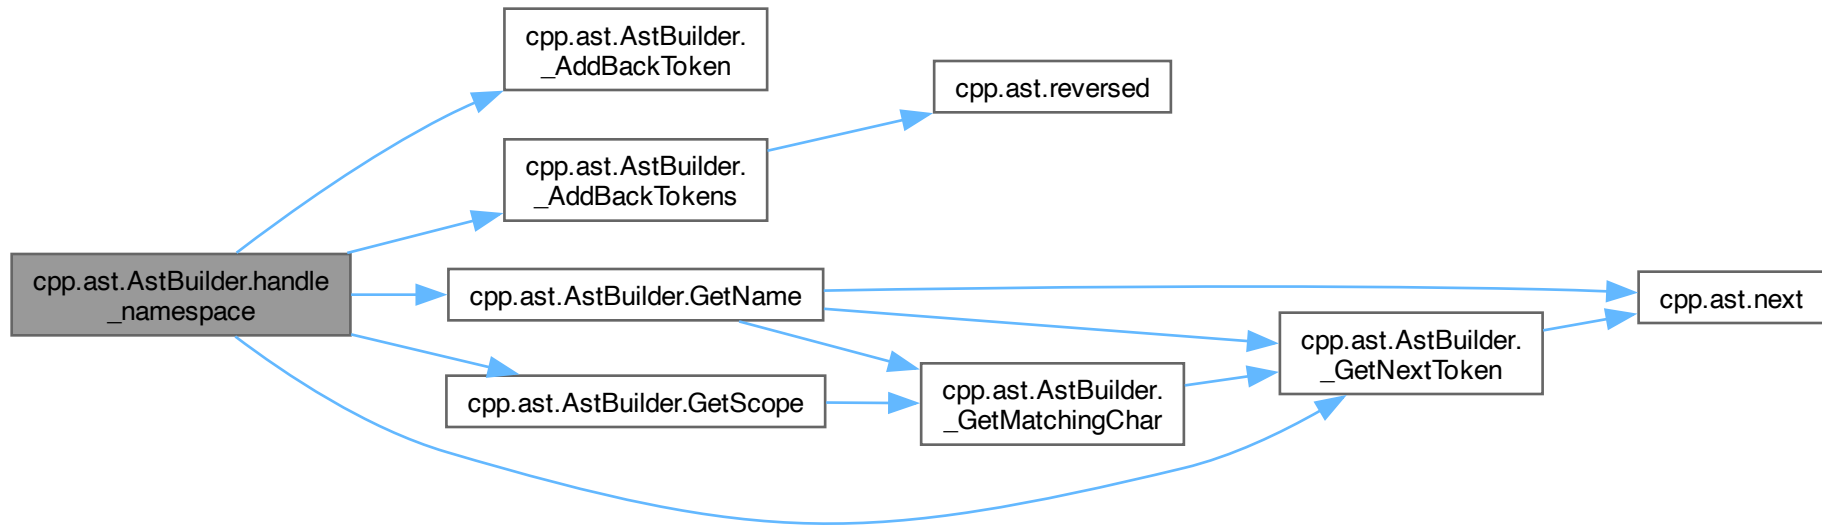 cpp.ast.AstBuilder.
_AddBackToken
cpp.ast.reversed
cpp.ast.AstBuilder.
_AddBackTokens
cpp.ast.AstBuilder.handle
_namespace
cpp.ast.AstBuilder.GetName
cpp.ast.next
cpp.ast.AstBuilder.
_GetNextToken
cpp.ast.AstBuilder.GetScope
cpp.ast.AstBuilder.
_GetMatchingChar